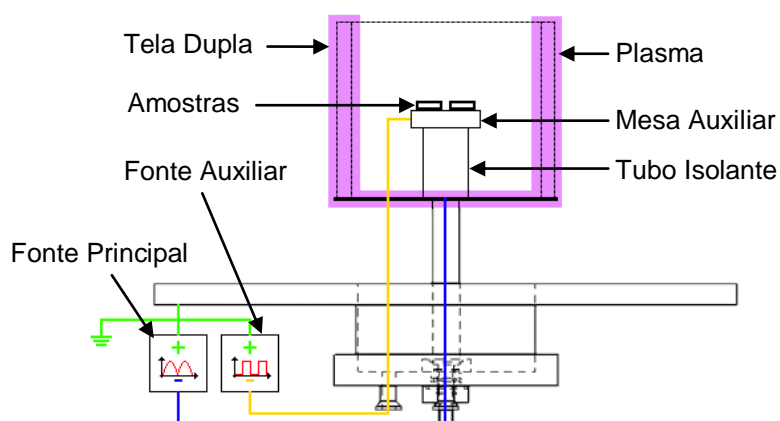 Tela Dupla
Plasma
Amostras
Mesa Auxiliar
Fonte Auxiliar
Tubo Isolante
Fonte Principal
+
+
-
-